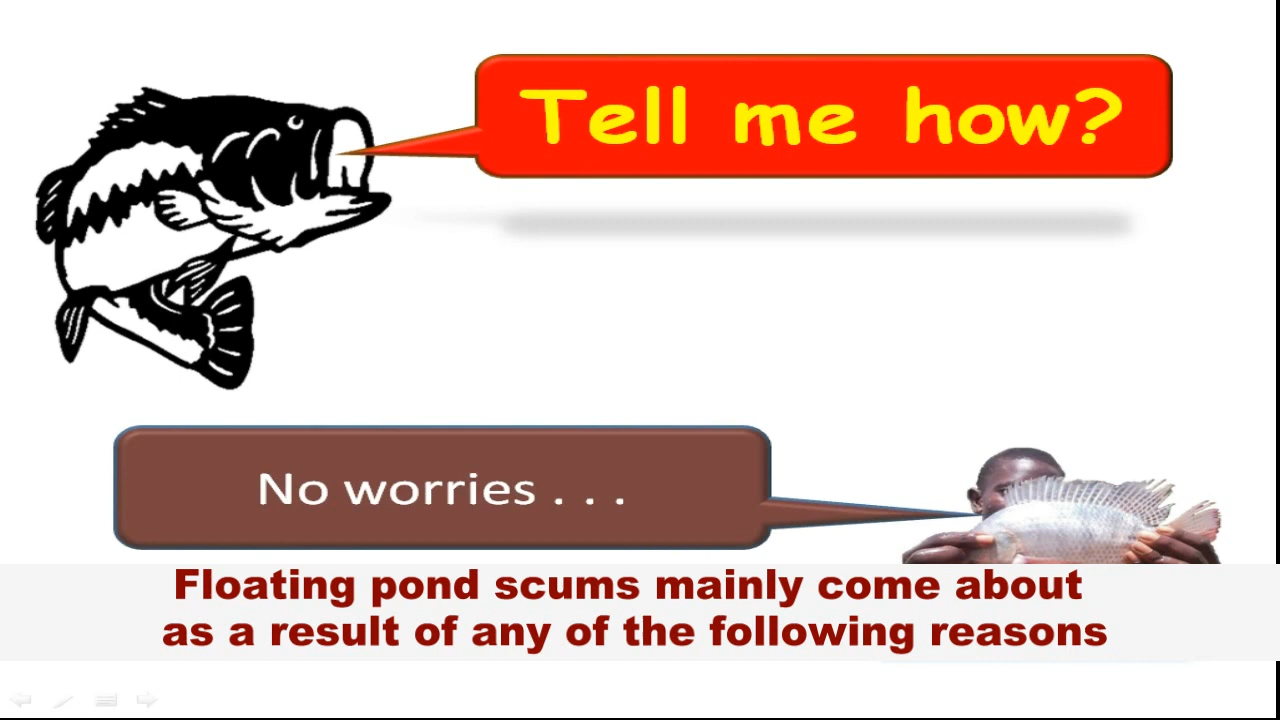 Tell me how?
No worries . . .
Floating pond scums mainly come about
as a result of any of the following reasons